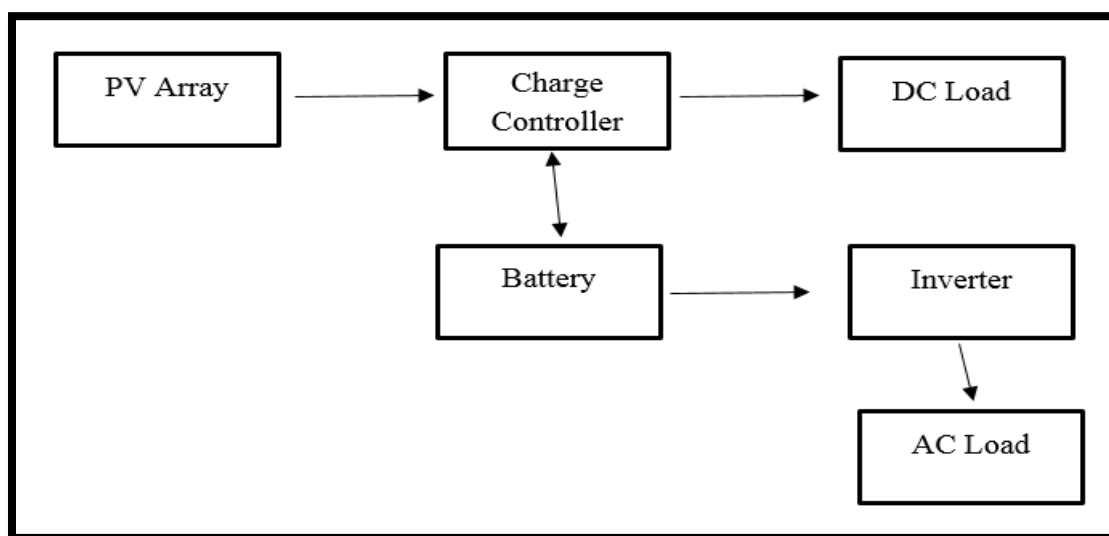 PV Array
Charge
Controller
DC Load
Battery
Inverter
AC Load